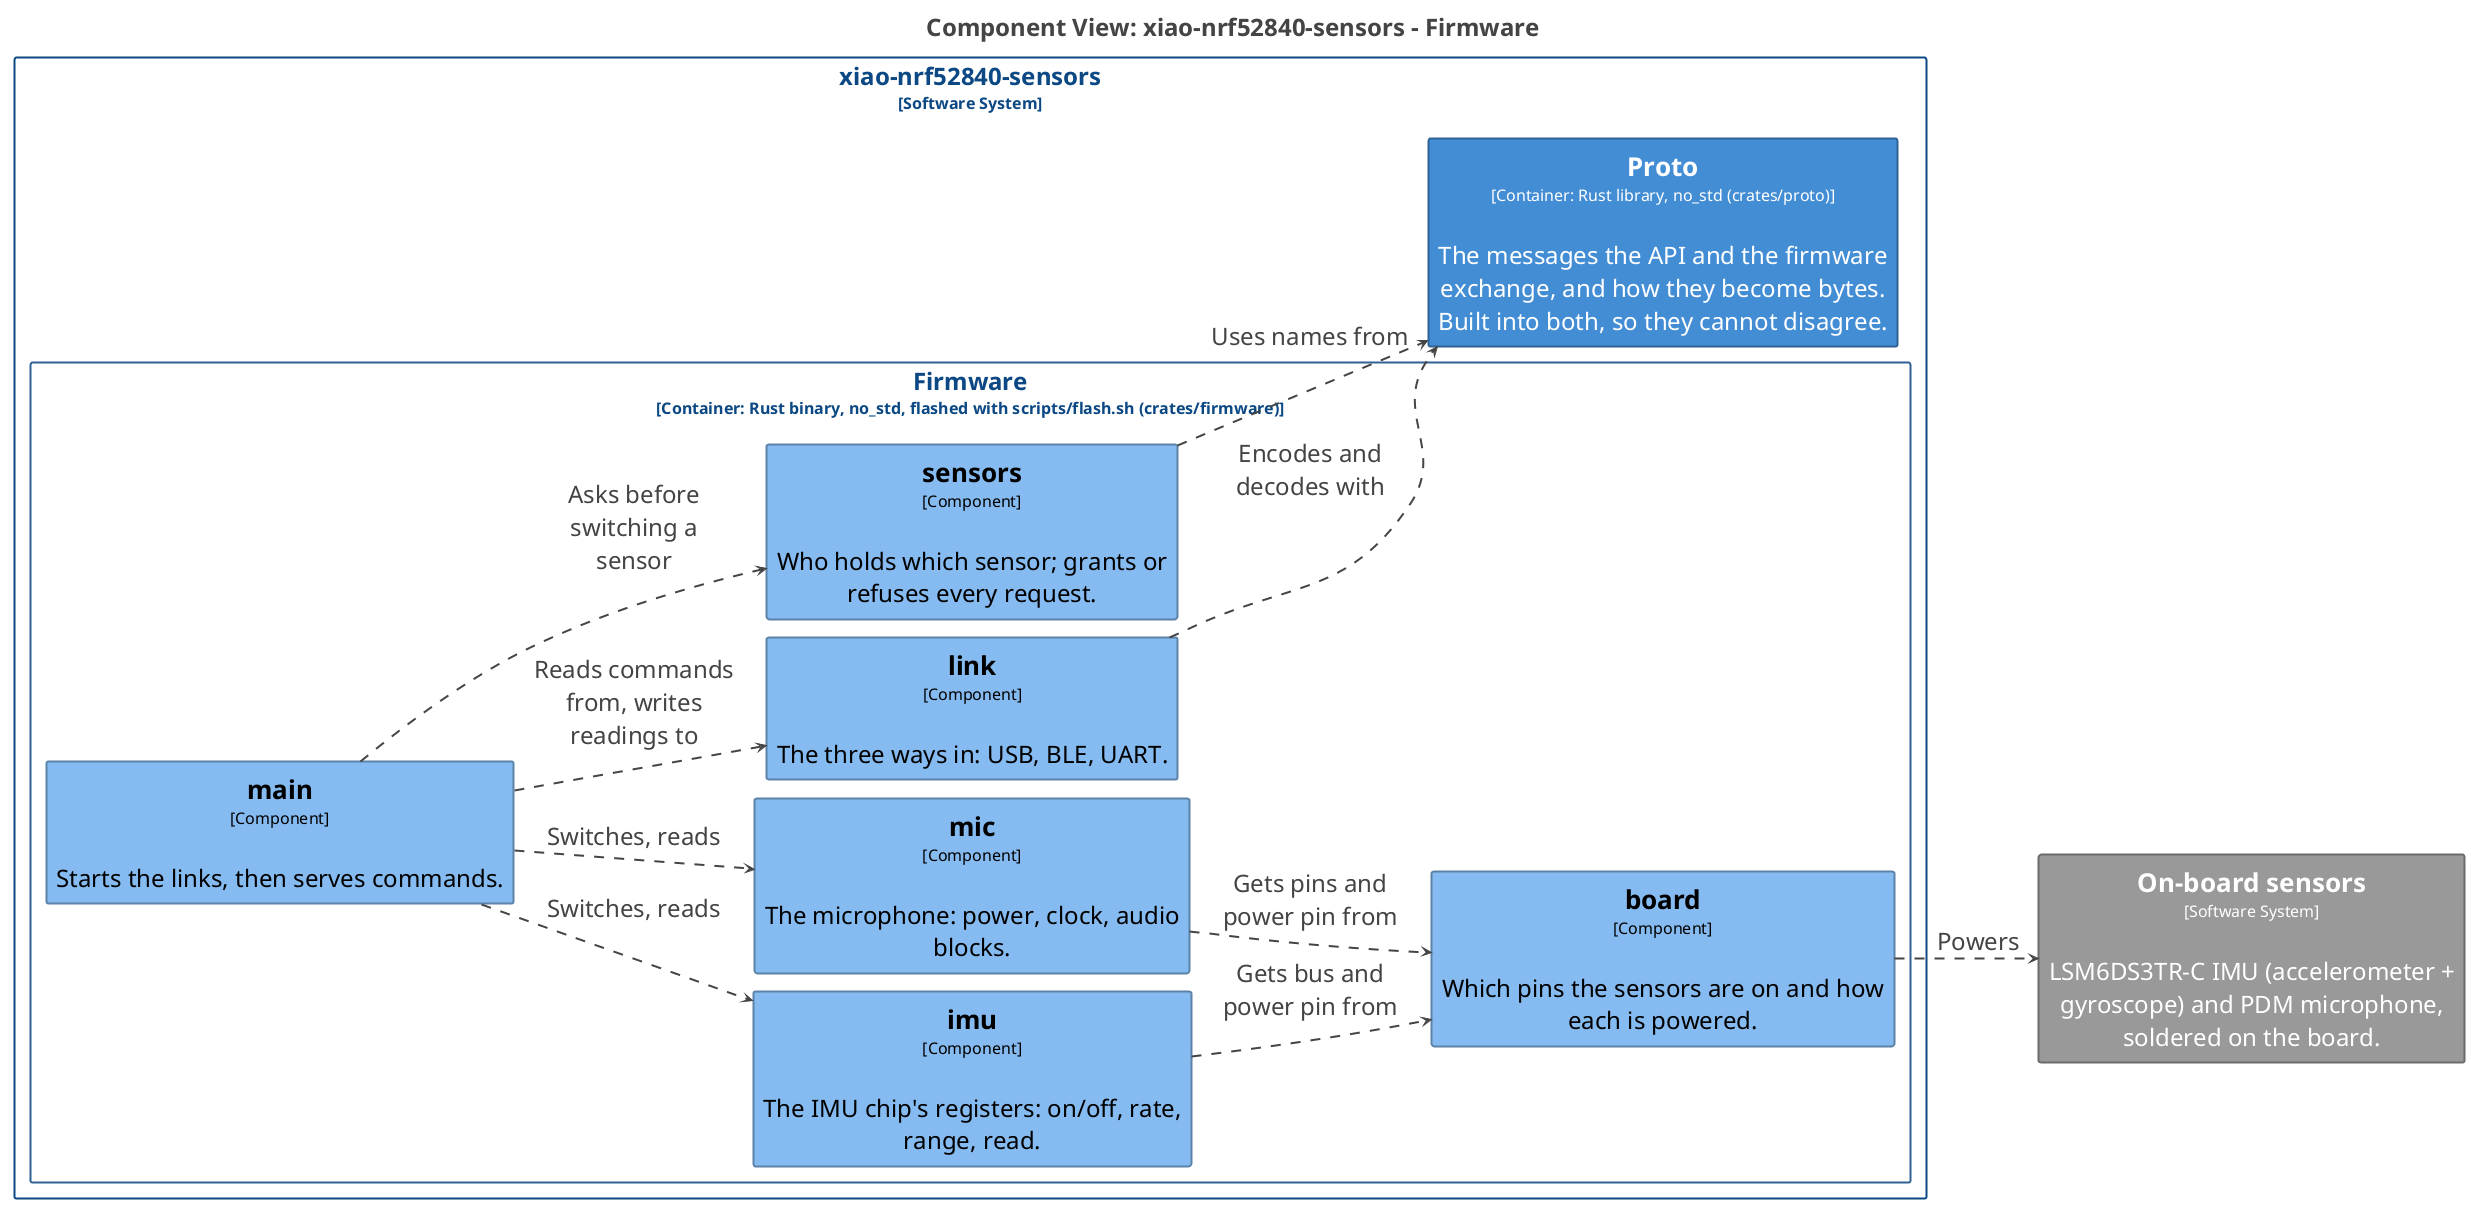 Component View: xiao-nrf52840-sensors - Firmware
xiao-nrf52840-sensors
[Software System]
Proto
[Container: Rust library, no_std (crates/proto)]
The messages the API and the firmware
exchange, and how they become bytes.
Built into both, so they cannot disagree.
Uses names from
Firmware
[Container: Rust binary, no_std, flashed with scripts/flash.sh (crates/firmware)]
Encodes and
decodes with
Asks before
switching a
sensor
sensors
[Component]
Who holds which sensor; grants or
refuses every request.
Reads commands
from, writes
readings to
link
[Component]
The three ways in: USB, BLE, UART.
main
[Component]
Starts the links, then serves commands.
Switches, reads
mic
[Component]
The microphone: power, clock, audio
blocks.
Switches, reads
Gets pins and
power pin from
board
[Component]
Which pins the sensors are on and how
each is powered.
Powers
On-board sensors
[Software System]
LSM6DS3TR-C IMU (accelerometer +
gyroscope) and PDM microphone,
soldered on the board.
Gets bus and
power pin from
imu
[Component]
The IMU chip's registers: on/off, rate,
range, read.